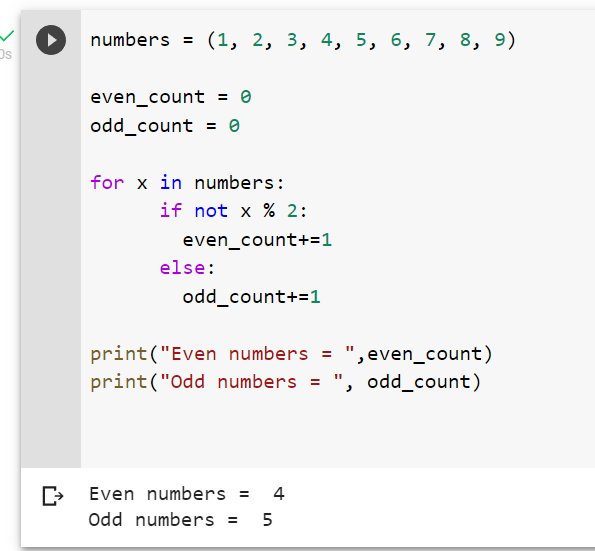 0s
numbers = (1, 2, 3, 4, 5, 6, 7, 8, 9)
even_count = 0
odd_count = 0
for x in numbers:
      if not x % 2:
        even_count+=1
      else:
        odd_count+=1
print("Even numbers = ",even_count)
print("Odd numbers = ", odd_count)
Even numbers =  4
Odd numbers =  5